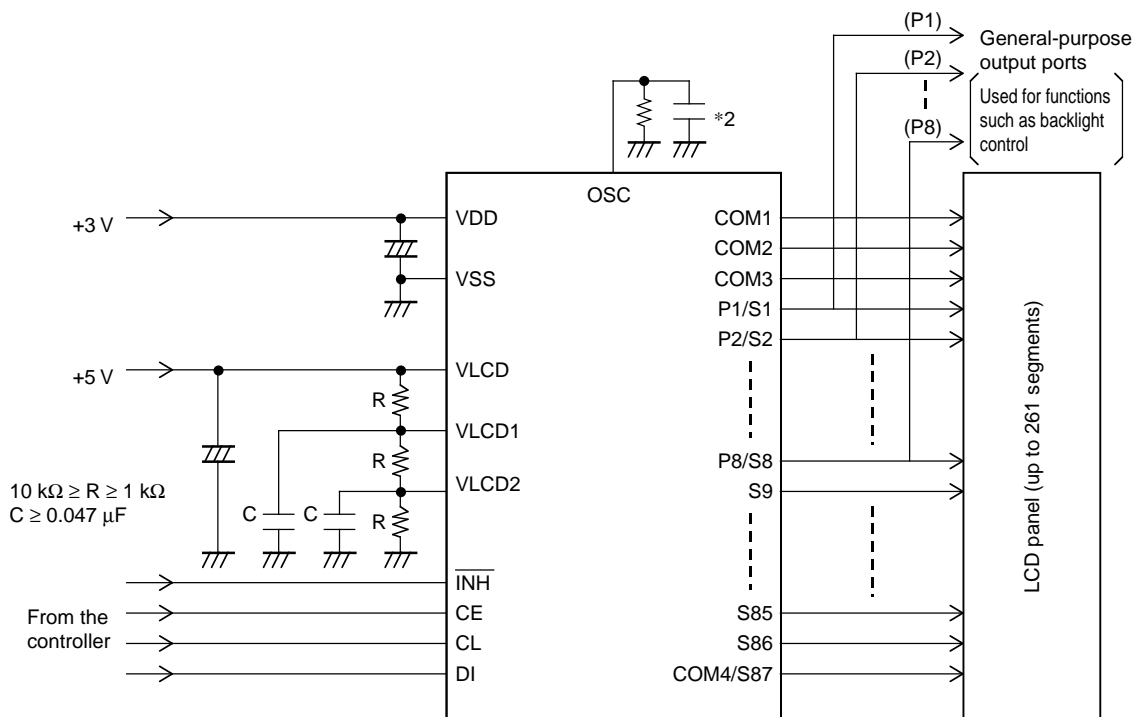 (P1)
General-purpose
output ports
(P2)
Used for functions
such as backlight
control
(P8)
*2
OSC
+3 V
VDD
VSS
+5 V
VLCD
R
VLCD1
R
VLCD2
10 kΩ ≥ R ≥ 1 kΩ
C ≥ 0.047 μF
C
C
R
INH
From the
controller
CE
CL
DI
COM1
COM2
COM3
P1/S1
P2/S2
P8/S8
S9
S85
S86
COM4/S87
LCD panel (up to 261 segments)